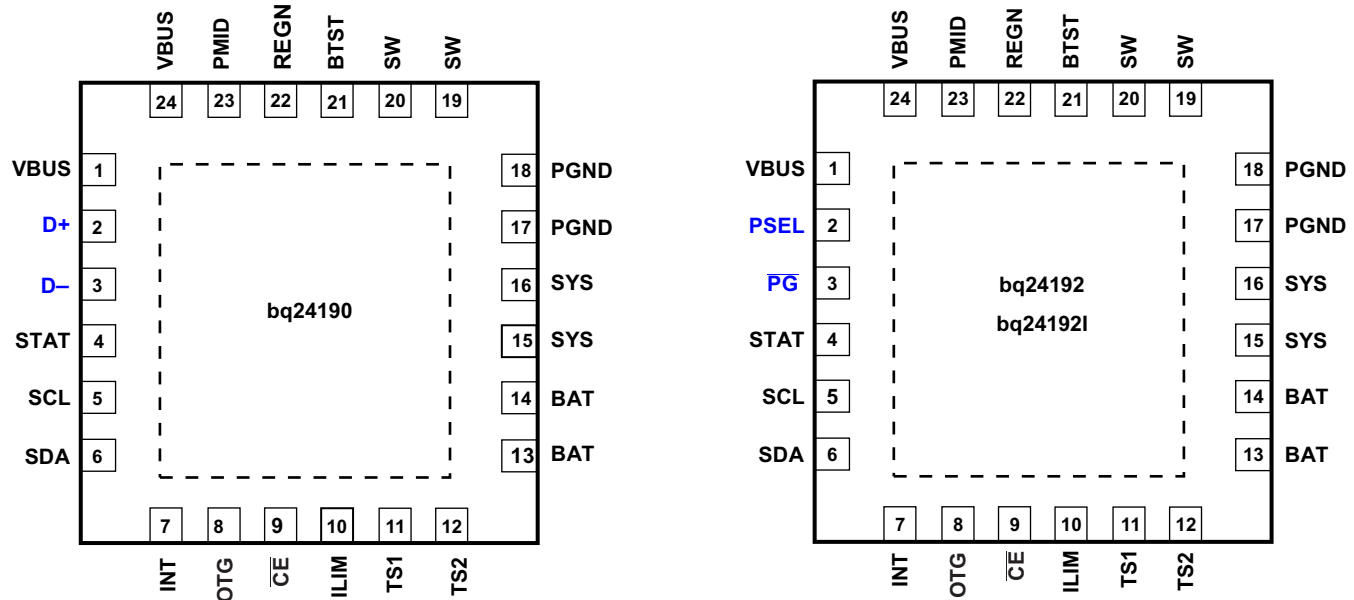 VBUS PMID REGN BTST SW SW
24 23 22 21 20 19
VBUS 1 18 PGND
D+ 2 17 PGND
D– 3 16 SYS
bq24190
STAT 4 15 SYS
SCL 5 14 BAT
SDA 6 13 BAT
7 8 9 10 11 12
INT OTG C̅E̅ ILIM TS1 TS2
VBUS PMID REGN BTST SW SW
24 23 22 21 20 19
VBUS 1 18 PGND
PSEL 2 17 PGND
P̅G̅ 3 16 SYS
bq24192
bq24192I
STAT 4 15 SYS
SCL 5 14 BAT
SDA 6 13 BAT
7 8 9 10 11 12
INT OTG C̅E̅ ILIM TS1 TS2